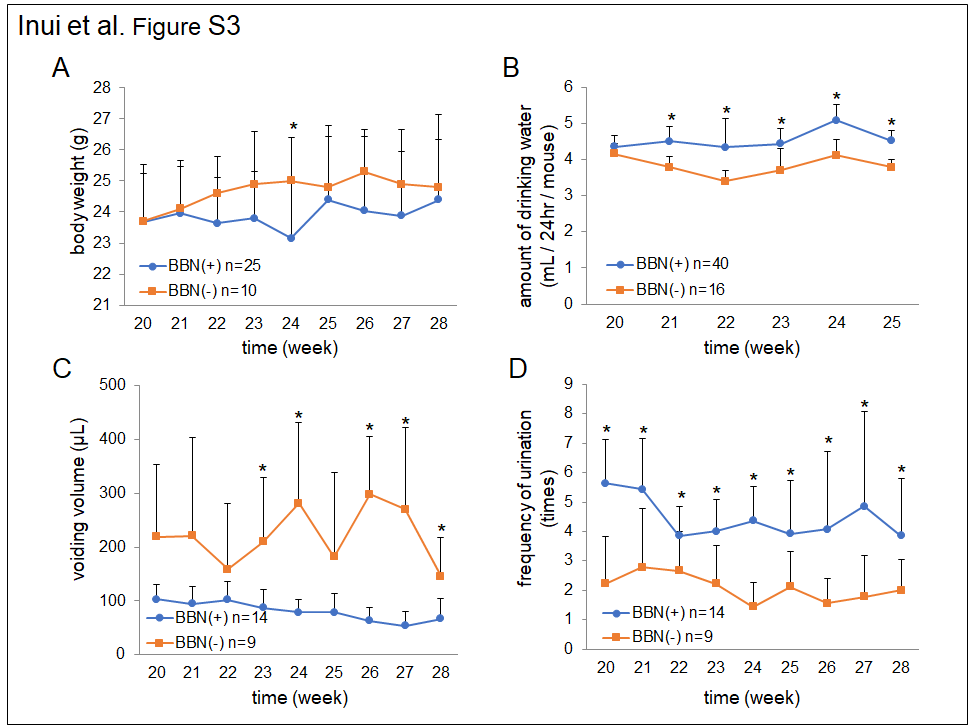 Inui et al. Figure S3
A
bodyweight (g)
28
27
26
25
24
23
22
21
*
BBN(+) n=25
BBN(-) n=10
20 21 22 23 24 25 26 27 28
time (week)
B
amount of drinking water
(mL / 24hr / mouse)
6
5
4
3
2
1
0
* * * * *
BBN(+) n=40
BBN(-) n=16
20 21 22 23 24 25
time (week)
C
voiding volume (µL)
500
400
300
200
100
0
* * * * *
BBN(+) n=14
BBN(-) n=9
20 21 22 23 24 25 26 27 28
time (week)
D
frequency of urination
(times)
9
8
7
6
5
4
3
2
1
0
* * * * * * * * *
BBN(+) n=14
BBN(-) n=9
20 21 22 23 24 25 26 27 28
time (week)